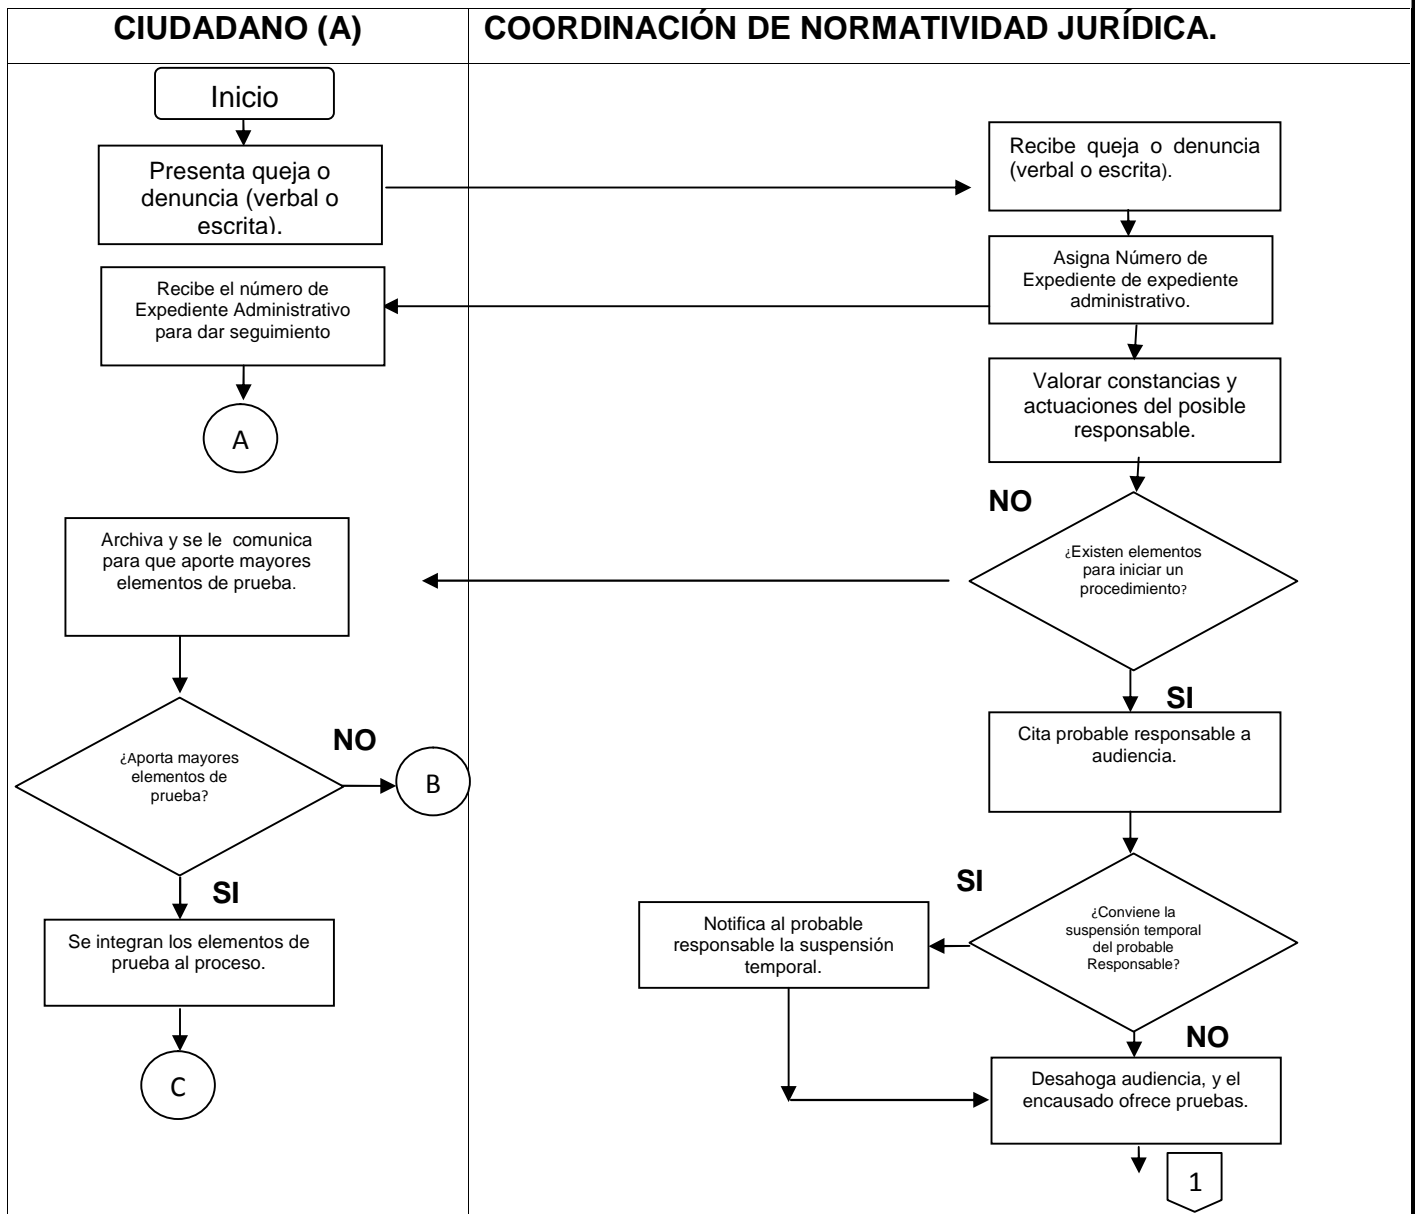 CIUDADANO (A)
COORDINACIÓN DE NORMATIVIDAD JURÍDICA.
Inicio
Presenta queja o
denuncia (verbal o
escrita).
Recibe queja o denuncia
(verbal o escrita).
Asigna Número de
Expediente de expediente
administrativo.
Recibe el número de
Expediente Administrativo
para dar seguimiento
A
Valorar constancias y
actuaciones del posible
responsable.
NO
¿Existen elementos
para iniciar un
procedimiento?
Archiva y se le comunica
para que aporte mayores
elementos de prueba.
SI
¿Aporta mayores
elementos de
prueba?
NO
B
Cita probable responsable a
audiencia.
SI
Se integran los elementos de
prueba al proceso.
C
SI
¿Conviene la
suspensión temporal
del probable
Responsable?
Notifica al probable
responsable la suspensión
temporal.
NO
Desahoga audiencia, y el
encausado ofrece pruebas.
1